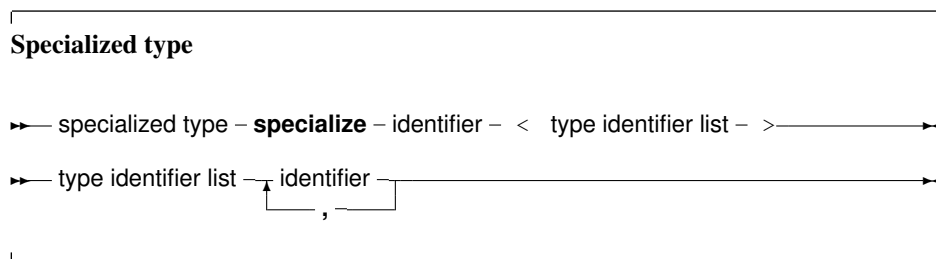 Specialized type
specialized type – specialize – identifier – < type identifier list – >
type identifier list – identifier –
,